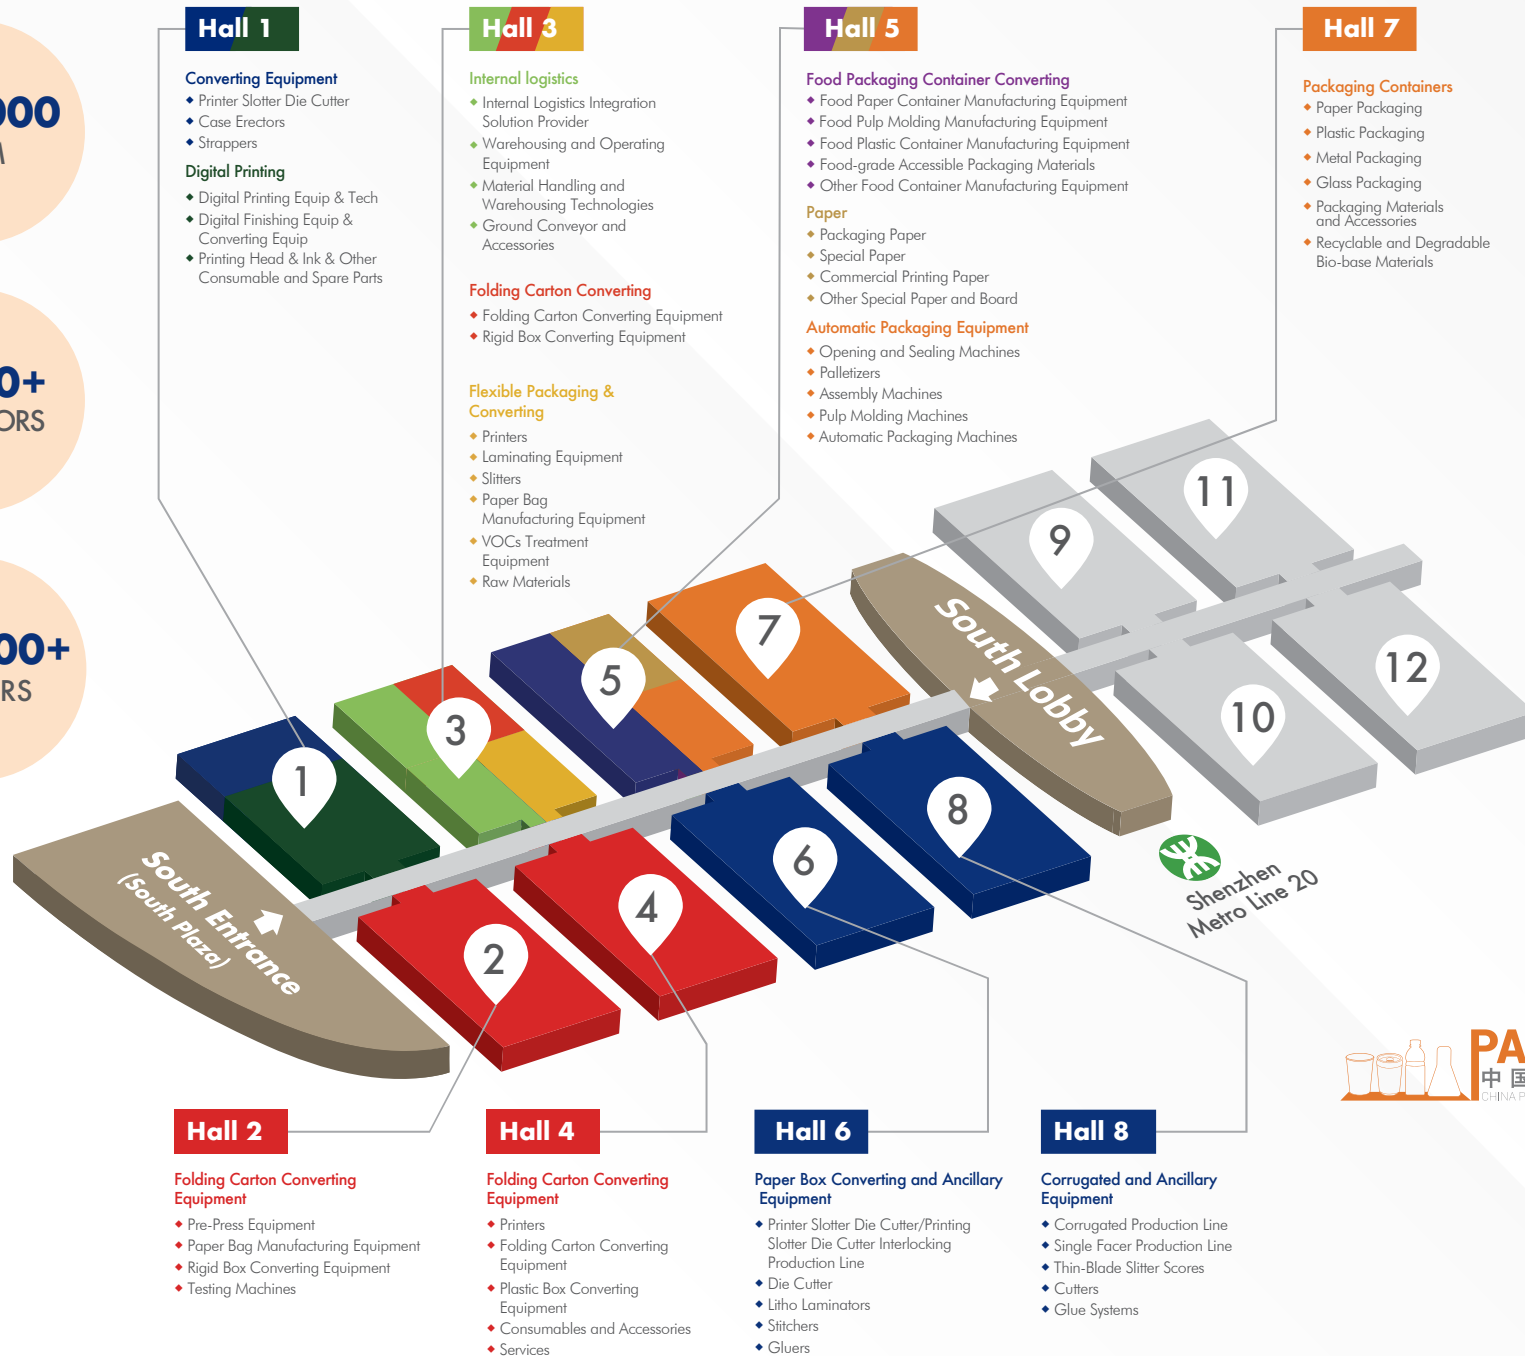 Hall 1
Converting Equipment
Printer Slotter Die Cutter
Case Erectors
Strappers
Digital Printing
Digital Printing Equip & Tech
Digital Finishing Equip &
Converting Equip
Printing Head & Ink & Other
Consumable and Spare Parts
Hall 3
Internal logistics
Internal Logistics Integration
Solution Provider
Warehousing and Operating
Equipment
Material Handling and
Warehousing Technologies
Ground Conveyor and
Accessories
Folding Carton Converting
Folding Carton Converting Equipment
Rigid Box Converting Equipment
Flexible Packaging &
Converting
Printers
Laminating Equipment
Slitters
Paper Bag
Manufacturing Equipment
VOCs Treatment
Equipment
Raw Materials
Hall 5
Food Packaging Container Converting
Food Paper Container Manufacturing Equipment
Food Pulp Molding Manufacturing Equipment
Food Plastic Container Manufacturing Equipment
Food-grade Accessible Packaging Materials
Other Food Container Manufacturing Equipment
Paper
Packaging Paper
Special Paper
Commercial Printing Paper
Other Special Paper and Board
Automatic Packaging Equipment
Opening and Sealing Machines
Palletizers
Assembly Machines
Pulp Molding Machines
Automatic Packaging Machines
Hall 7
Packaging Containers
Paper Packaging
Plastic Packaging
Metal Packaging
Glass Packaging
Packaging Materials
and Accessories
Recyclable and Degradable
Bio-base Materials
000
0+
ORS
00+
RS
11
9
7
5
3
1
12
10
8
6
4
2
South Lobby
South Entrance
(South Plaza)
Shenzhen
Metro Line 20
PA
中国
CHINA P
Hall 2
Folding Carton Converting
Equipment
Pre-Press Equipment
Paper Bag Manufacturing Equipment
Rigid Box Converting Equipment
Testing Machines
Hall 4
Folding Carton Converting
Equipment
Printers
Folding Carton Converting
Equipment
Plastic Box Converting
Equipment
Consumables and Accessories
Services
Hall 6
Paper Box Converting and Ancillary
Equipment
Printer Slotter Die Cutter/Printing
Slotter Die Cutter Interlocking
Production Line
Die Cutter
Litho Laminators
Stitchers
Gluers
Hall 8
Corrugated and Ancillary
Equipment
Corrugated Production Line
Single Facer Production Line
Thin-Blade Slitter Scores
Cutters
Glue Systems